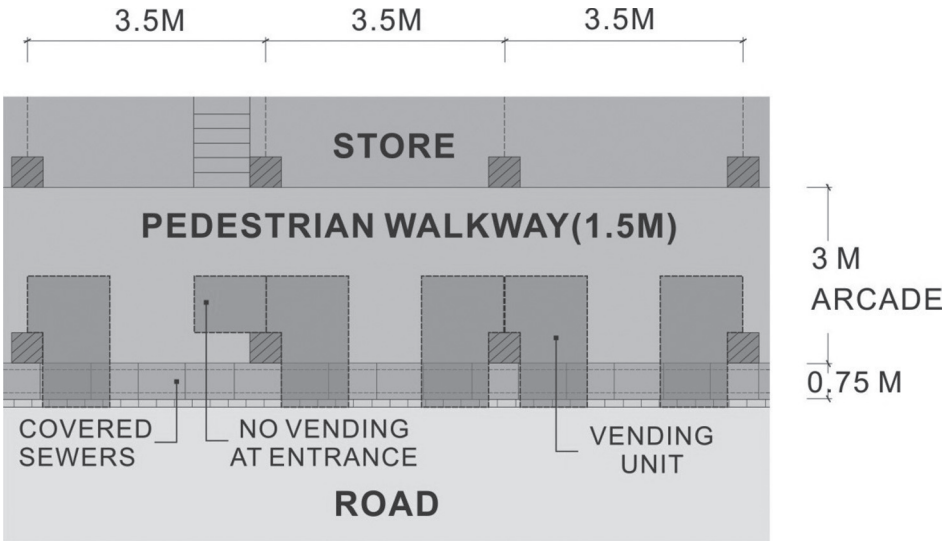 3.5M
3.5M
3.5M
STORE
PEDESTRIAN WALKWAY(1.5M)
3 M
ARCADE
0.75 M
COVERED
SEWERS
NO VENDING
AT ENTRANCE
VENDING
UNIT
ROAD